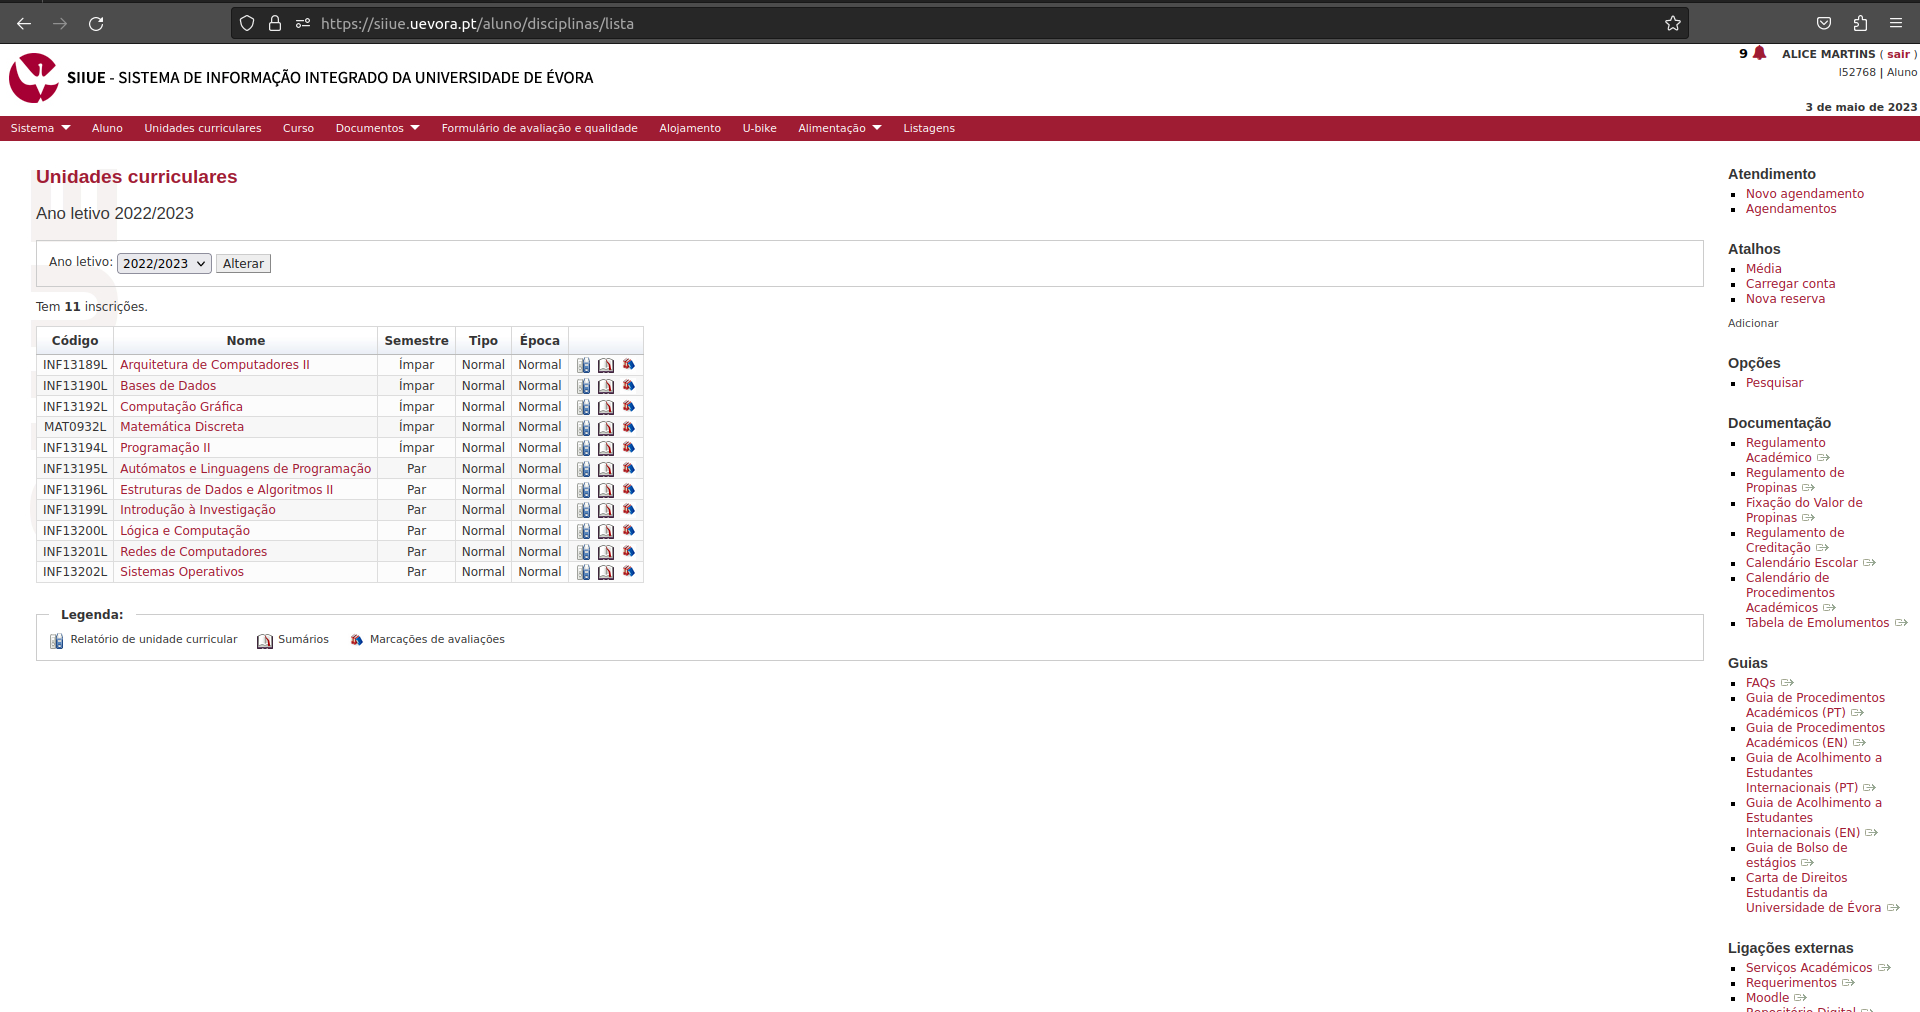 https://siiue.uevora.pt/aluno/disciplinas/lista
SIIUE - SISTEMA DE INFORMAÇÃO INTEGRADO DA UNIVERSIDADE DE ÉVORA
9 ALICE MARTINS ( sair )
l52768 | Aluno
3 de maio de 2023
Sistema Aluno Unidades curriculares Curso Documentos Formulário de avaliação e qualidade Alojamento U-bike Alimentação Listagens
Unidades curriculares
Ano letivo 2022/2023
Ano letivo: 2022/2023 Alterar
Tem 11 inscrições.
Código Nome Semestre Tipo Época
INF13189L Arquitetura de Computadores II Ímpar Normal Normal
INF13190L Bases de Dados Ímpar Normal Normal
INF13192L Computação Gráfica Ímpar Normal Normal
MAT0932L Matemática Discreta Ímpar Normal Normal
INF13194L Programação II Ímpar Normal Normal
INF13195L Autómatos e Linguagens de Programação Par Normal Normal
INF13196L Estruturas de Dados e Algoritmos II Par Normal Normal
INF13199L Introdução à Investigação Par Normal Normal
INF13200L Lógica e Computação Par Normal Normal
INF13201L Redes de Computadores Par Normal Normal
INF13202L Sistemas Operativos Par Normal Normal
Legenda:
Relatório de unidade curricular Sumários Marcações de avaliações
Atendimento
Novo agendamento
Agendamentos
Atalhos
Média
Carregar conta
Nova reserva
Adicionar
Opções
Pesquisar
Documentação
Regulamento
Académico
Regulamento de
Propinas
Fixação do Valor de
Propinas
Regulamento de
Creditação
Calendário Escolar
Calendário de
Procedimentos
Académicos
Tabela de Emolumentos
Guias
FAQs
Guia de Procedimentos
Académicos (PT)
Guia de Procedimentos
Académicos (EN)
Guia de Acolhimento a
Estudantes
Internacionais (PT)
Guia de Acolhimento a
Estudantes
Internacionais (EN)
Guia de Bolso de
estágios
Carta de Direitos
Estudantis da
Universidade de Évora
Ligações externas
Serviços Académicos
Requerimentos
Moodle
Repositório Digital